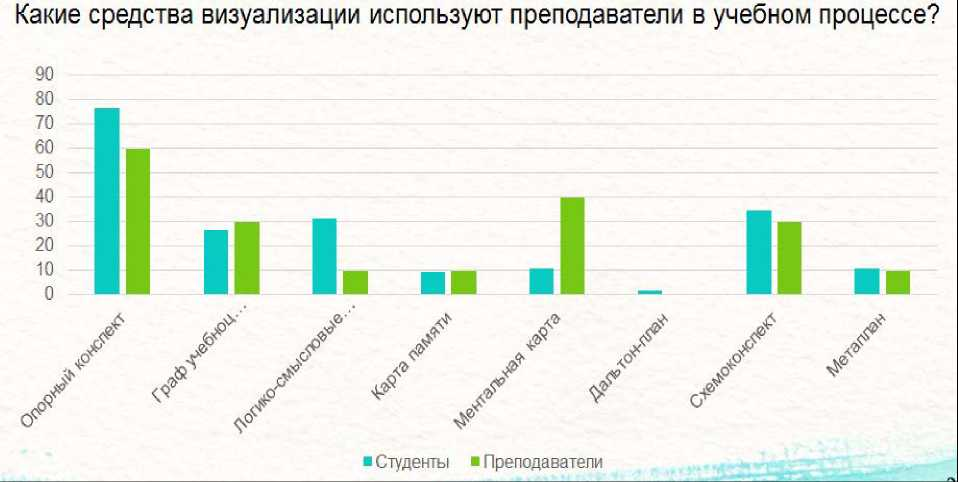 Какие средства визуализации используют преподаватели в учебном процессе?
90
80
70
60
50
40
30
20
10
0
Опорный конспект
Граф учебноц…
Логико-смысловые…
Карта памяти
Ментальная карта
Дальтон-план
Схемоконспект
Метаплан
Студенты Преподаватели